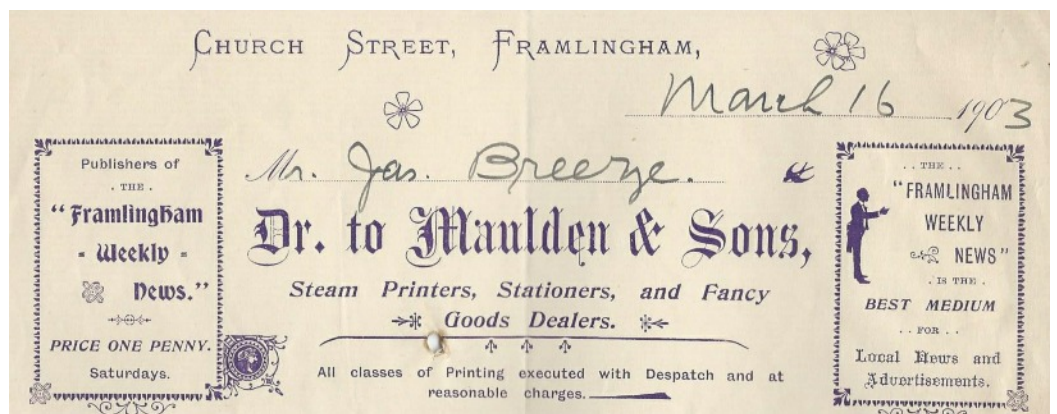 CHURCH STREET, FRAMLINGHAM,
March 16 1903
Publishers of
. THE .
"Framlingham
- Weekly -
News."
PRICE ONE PENNY.
Saturdays.
Mr. Jas. Breeze.
Dr. to Maulden & Sons,
Steam Printers, Stationers, and Fancy
Goods Dealers.
All classes of Printing executed with Despatch and at
reasonable charges.
. . THE . .
"FRAMLINGHAM
WEEKLY
NEWS"
. IS THE .
BEST MEDIUM
. . FOR . .
Local News and
Advertisements.